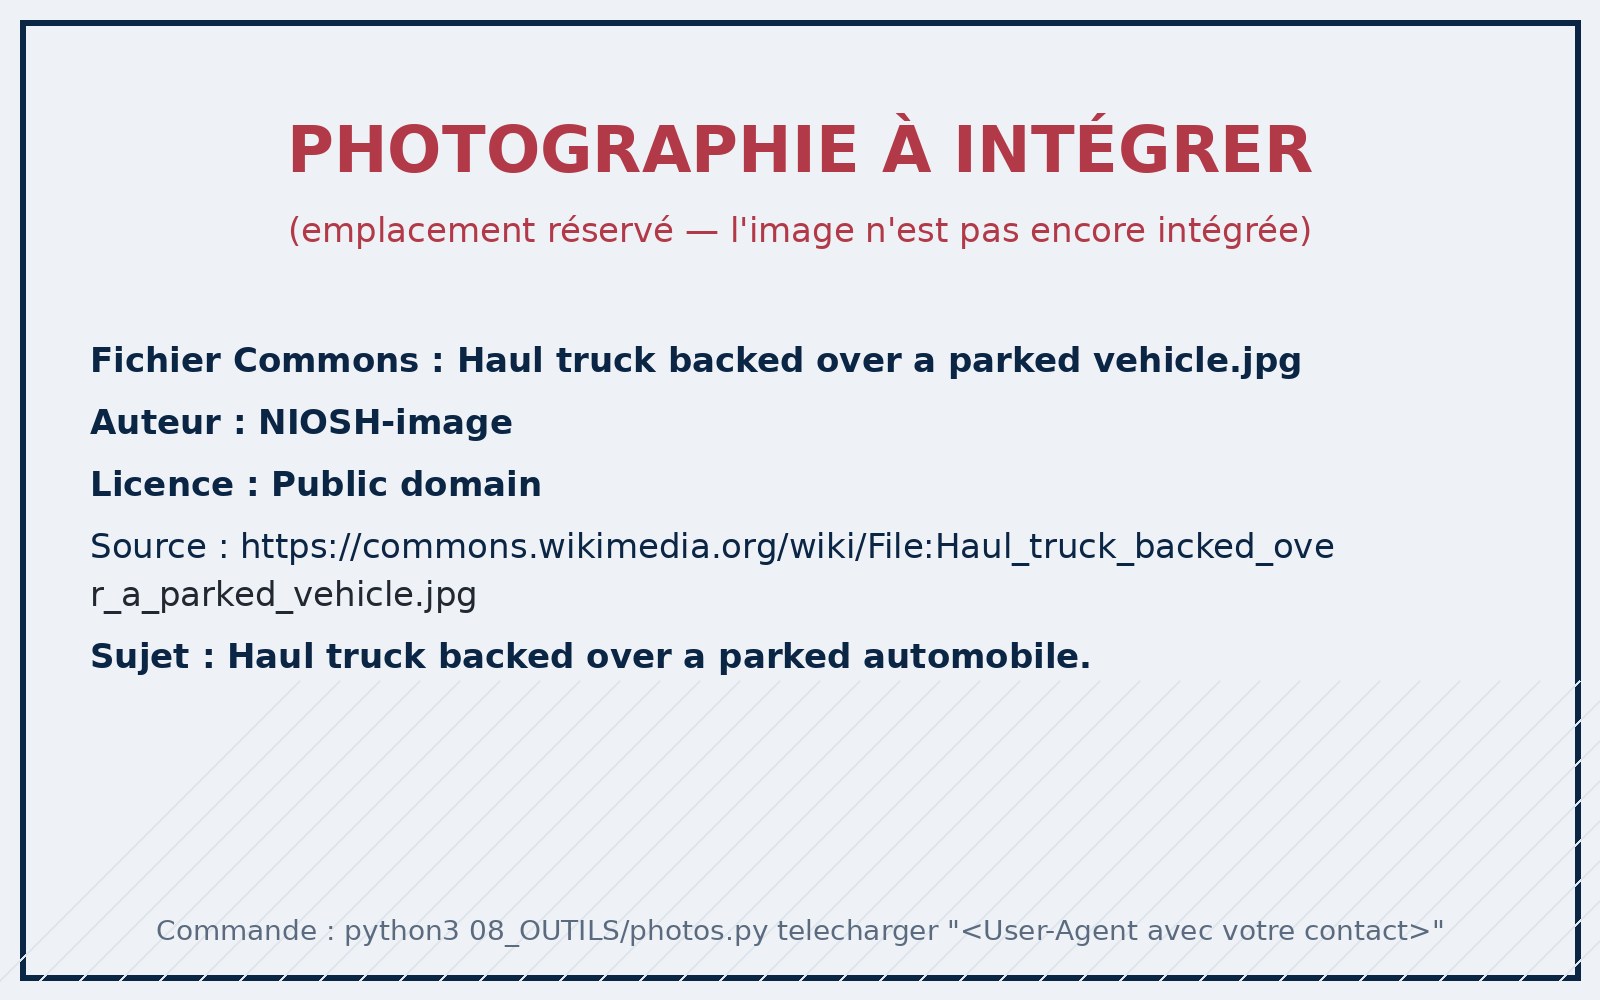 PHOTOGRAPHIE À INTÉGRER
(emplacement réservé — l'image n'est pas encore intégrée)
Fichier Commons : Haul truck backed over a parked vehicle.jpg
Auteur : NIOSH-image
Licence : Public domain
Source : https://commons.wikimedia.org/wiki/File:Haul_truck_backed_ove
r_a_parked_vehicle.jpg
Sujet : Haul truck backed over a parked automobile.
Commande : python3 08_OUTILS/photos.py telecharger "<User-Agent avec votre contact>"